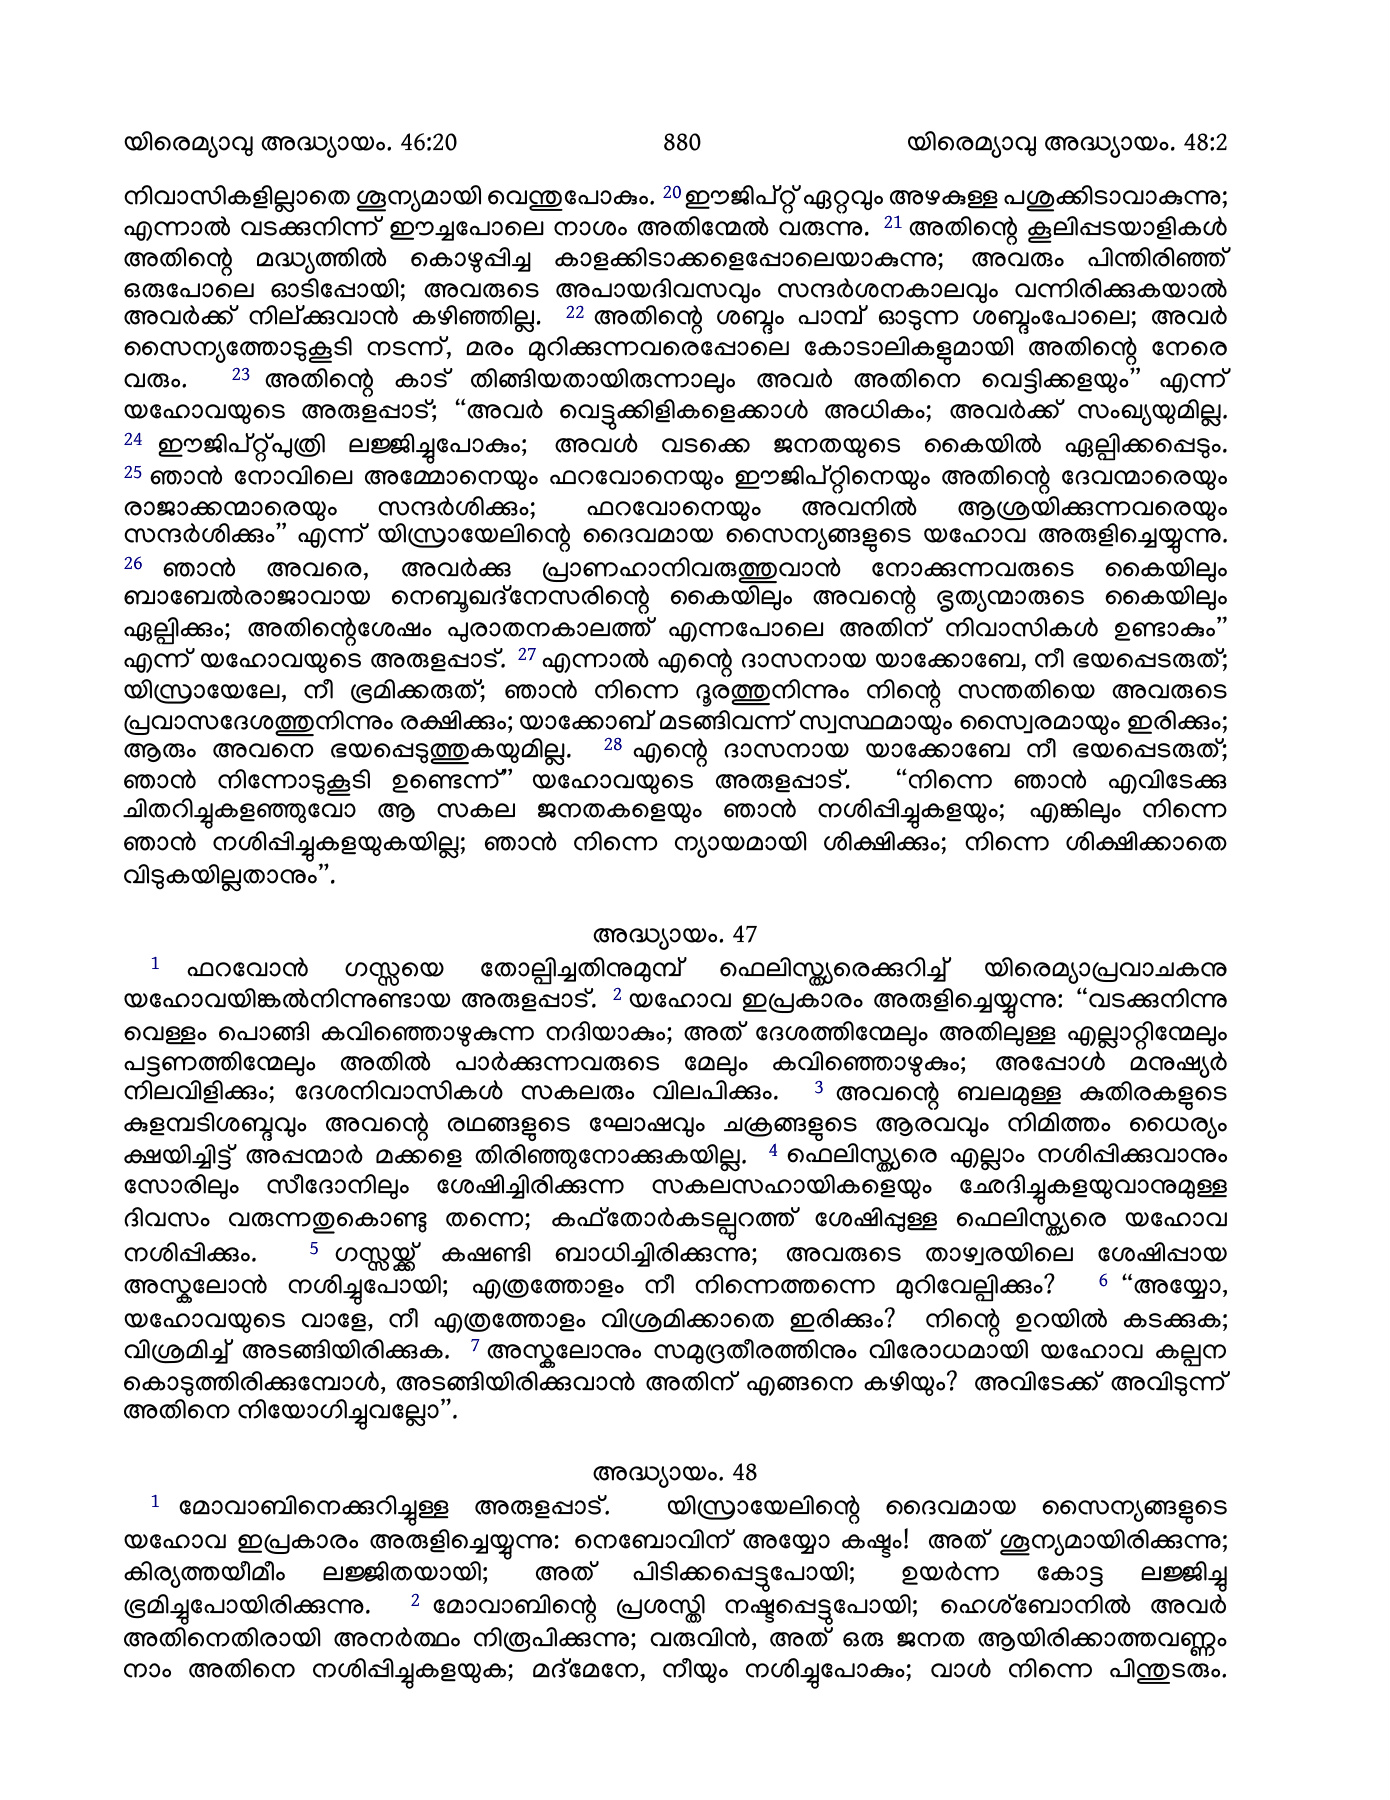 യിരെമ്യാവു അദ്ധ്യായം. 46:20 880 യിരെമ്യാവു അദ്ധ്യായം. 48:2
നിവാസികളില്ലാതെ ശൂന്യമായി വെന്തുപോകും. 20 ഈജിപ്റ്റ് ഏറ്റവും അഴകുള്ള പശുക്കിടാവാകുന്നു;
എന്നാൽ വടക്കുനിന്ന് ഈച്ചപോലെ നാശം അതിന്മേൽ വരുന്നു. 21 അതിന്റെ കൂലിപ്പടയാളികൾ
അതിന്റെ മദ്ധ്യത്തിൽ കൊഴുപ്പിച്ച കാളക്കിടാക്കളെപ്പോലെയാകുന്നു; അവരും പിന്തിരിഞ്ഞ്
ഒരുപോലെ ഓടിപ്പോയി; അവരുടെ അപായദിവസവും സന്ദർശനകാലവും വന്നിരിക്കുകയാൽ
അവർക്ക് നില്ക്കുവാൻ കഴിഞ്ഞില്ല. 22 അതിന്റെ ശബ്ദം പാമ്പ് ഓടുന്ന ശബ്ദംപോലെ; അവർ
സൈന്യത്തോടുകൂടി നടന്ന്, മരം മുറിക്കുന്നവരെപ്പോലെ കോടാലികളുമായി അതിന്റെ നേരെ
വരും. 23 അതിന്റെ കാട് തിങ്ങിയതായിരുന്നാലും അവർ അതിനെ വെട്ടിക്കളയും” എന്ന്
യഹോവയുടെ അരുളപ്പാട്; “അവർ വെട്ടുക്കിളികളെക്കാൾ അധികം; അവർക്ക് സംഖ്യയുമില്ല.
24 ഈജിപ്റ്റ്പുത്രി ലജ്ജിച്ചുപോകും; അവൾ വടക്കെ ജനതയുടെ കൈയിൽ ഏല്പിക്കപ്പെടും.
25 ഞാൻ നോവിലെ അമ്മോനെയും ഫറവോനെയും ഈജിപ്റ്റിനെയും അതിന്റെ ദേവന്മാരെയും
രാജാക്കന്മാരെയും സന്ദർശിക്കും; ഫറവോനെയും അവനിൽ ആശ്രയിക്കുന്നവരെയും
സന്ദർശിക്കും” എന്ന് യിസ്രായേലിന്റെ ദൈവമായ സൈന്യങ്ങളുടെ യഹോവ അരുളിച്ചെയ്യുന്നു.
26 ഞാൻ അവരെ, അവർക്കു പ്രാണഹാനിവരുത്തുവാൻ നോക്കുന്നവരുടെ കൈയിലും
ബാബേൽരാജാവായ നെബൂഖദ്നേസരിന്റെ കൈയിലും അവന്റെ ഭൃത്യന്മാരുടെ കൈയിലും
ഏല്പിക്കും; അതിന്റെശേഷം പുരാതനകാലത്ത് എന്നപോലെ അതിന് നിവാസികൾ ഉണ്ടാകും”
എന്ന് യഹോവയുടെ അരുളപ്പാട്. 27 എന്നാൽ എന്റെ ദാസനായ യാക്കോബേ, നീ ഭയപ്പെടരുത്;
യിസ്രായേലേ, നീ ഭ്രമിക്കരുത്; ഞാൻ നിന്നെ ദൂരത്തുനിന്നും നിന്റെ സന്തതിയെ അവരുടെ
പ്രവാസദേശത്തുനിന്നും രക്ഷിക്കും; യാക്കോബ് മടങ്ങിവന്ന് സ്വസ്ഥമായും സ്വൈരമായും ഇരിക്കും;
ആരും അവനെ ഭയപ്പെടുത്തുകയുമില്ല. 28 എന്റെ ദാസനായ യാക്കോബേ നീ ഭയപ്പെടരുത്;
ഞാൻ നിന്നോടുകൂടി ഉണ്ടെന്ന്” യഹോവയുടെ അരുളപ്പാട്. “നിന്നെ ഞാൻ എവിടേക്കു
ചിതറിച്ചുകളഞ്ഞുവോ ആ സകല ജനതകളെയും ഞാൻ നശിപ്പിച്ചുകളയും; എങ്കിലും നിന്നെ
ഞാൻ നശിപ്പിച്ചുകളയുകയില്ല; ഞാൻ നിന്നെ ന്യായമായി ശിക്ഷിക്കും; നിന്നെ ശിക്ഷിക്കാതെ
വിടുകയില്ലതാനും”.
അദ്ധ്യായം. 47
1 ഫറവോൻ ഗസ്സയെ തോല്പിച്ചതിനുമുമ്പ് ഫെലിസ്ത്യരെക്കുറിച്ച് യിരെമ്യാപ്രവാചകനു
യഹോവയിങ്കൽനിന്നുണ്ടായ അരുളപ്പാട്. 2 യഹോവ ഇപ്രകാരം അരുളിച്ചെയ്യുന്നു: “വടക്കുനിന്നു
വെള്ളം പൊങ്ങി കവിഞ്ഞൊഴുകുന്ന നദിയാകും; അത് ദേശത്തിന്മേലും അതിലുള്ള എല്ലാറ്റിന്മേലും
പട്ടണത്തിന്മേലും അതിൽ പാർക്കുന്നവരുടെ മേലും കവിഞ്ഞൊഴുകും; അപ്പോൾ മനുഷ്യർ
നിലവിളിക്കും; ദേശനിവാസികൾ സകലരും വിലപിക്കും. 3 അവന്റെ ബലമുള്ള കുതിരകളുടെ
കുളമ്പടിശബ്ദവും അവന്റെ രഥങ്ങളുടെ ഘോഷവും ചക്രങ്ങളുടെ ആരവവും നിമിത്തം ധൈര്യം
ക്ഷയിച്ചിട്ട് അപ്പന്മാർ മക്കളെ തിരിഞ്ഞുനോക്കുകയില്ല. 4 ഫെലിസ്ത്യരെ എല്ലാം നശിപ്പിക്കുവാനും
സോരിലും സീദോനിലും ശേഷിച്ചിരിക്കുന്ന സകലസഹായികളെയും ഛേദിച്ചുകളയുവാനുമുള്ള
ദിവസം വരുന്നതുകൊണ്ടു തന്നെ; കഫ്തോർകടല്പുറത്ത് ശേഷിപ്പുള്ള ഫെലിസ്ത്യരെ യഹോവ
നശിപ്പിക്കും. 5 ഗസ്സയ്ക്ക് കഷണ്ടി ബാധിച്ചിരിക്കുന്നു; അവരുടെ താഴ്വരയിലെ ശേഷിപ്പായ
അസ്കലോൻ നശിച്ചുപോയി; എത്രത്തോളം നീ നിന്നെത്തന്നെ മുറിവേല്പിക്കും? 6 “അയ്യോ,
യഹോവയുടെ വാളേ, നീ എത്രത്തോളം വിശ്രമിക്കാതെ ഇരിക്കും? നിന്റെ ഉറയിൽ കടക്കുക;
വിശ്രമിച്ച് അടങ്ങിയിരിക്കുക. 7 അസ്കലോനും സമുദ്രതീരത്തിനും വിരോധമായി യഹോവ കല്പന
കൊടുത്തിരിക്കുമ്പോൾ, അടങ്ങിയിരിക്കുവാൻ അതിന് എങ്ങനെ കഴിയും? അവിടേക്ക് അവിടുന്ന്
അതിനെ നിയോഗിച്ചുവല്ലോ”.
അദ്ധ്യായം. 48
1 മോവാബിനെക്കുറിച്ചുള്ള അരുളപ്പാട്. യിസ്രായേലിന്റെ ദൈവമായ സൈന്യങ്ങളുടെ
യഹോവ ഇപ്രകാരം അരുളിച്ചെയ്യുന്നു: നെബോവിന് അയ്യോ കഷ്ടം! അത് ശൂന്യമായിരിക്കുന്നു;
കിര്യത്തയീമീം ലജ്ജിതയായി; അത് പിടിക്കപ്പെട്ടുപോയി; ഉയർന്ന കോട്ട ലജ്ജിച്ചു
ഭ്രമിച്ചുപോയിരിക്കുന്നു. 2 മോവാബിന്റെ പ്രശസ്തി നഷ്ടപ്പെട്ടുപോയി; ഹെശ്ബോനിൽ അവർ
അതിനെതിരായി അനർത്ഥം നിരൂപിക്കുന്നു; വരുവിൻ, അത് ഒരു ജനത ആയിരിക്കാത്തവണ്ണം
നാം അതിനെ നശിപ്പിച്ചുകളയുക; മദ്മേനേ, നീയും നശിച്ചുപോകും; വാൾ നിന്നെ പിന്തുടരും.